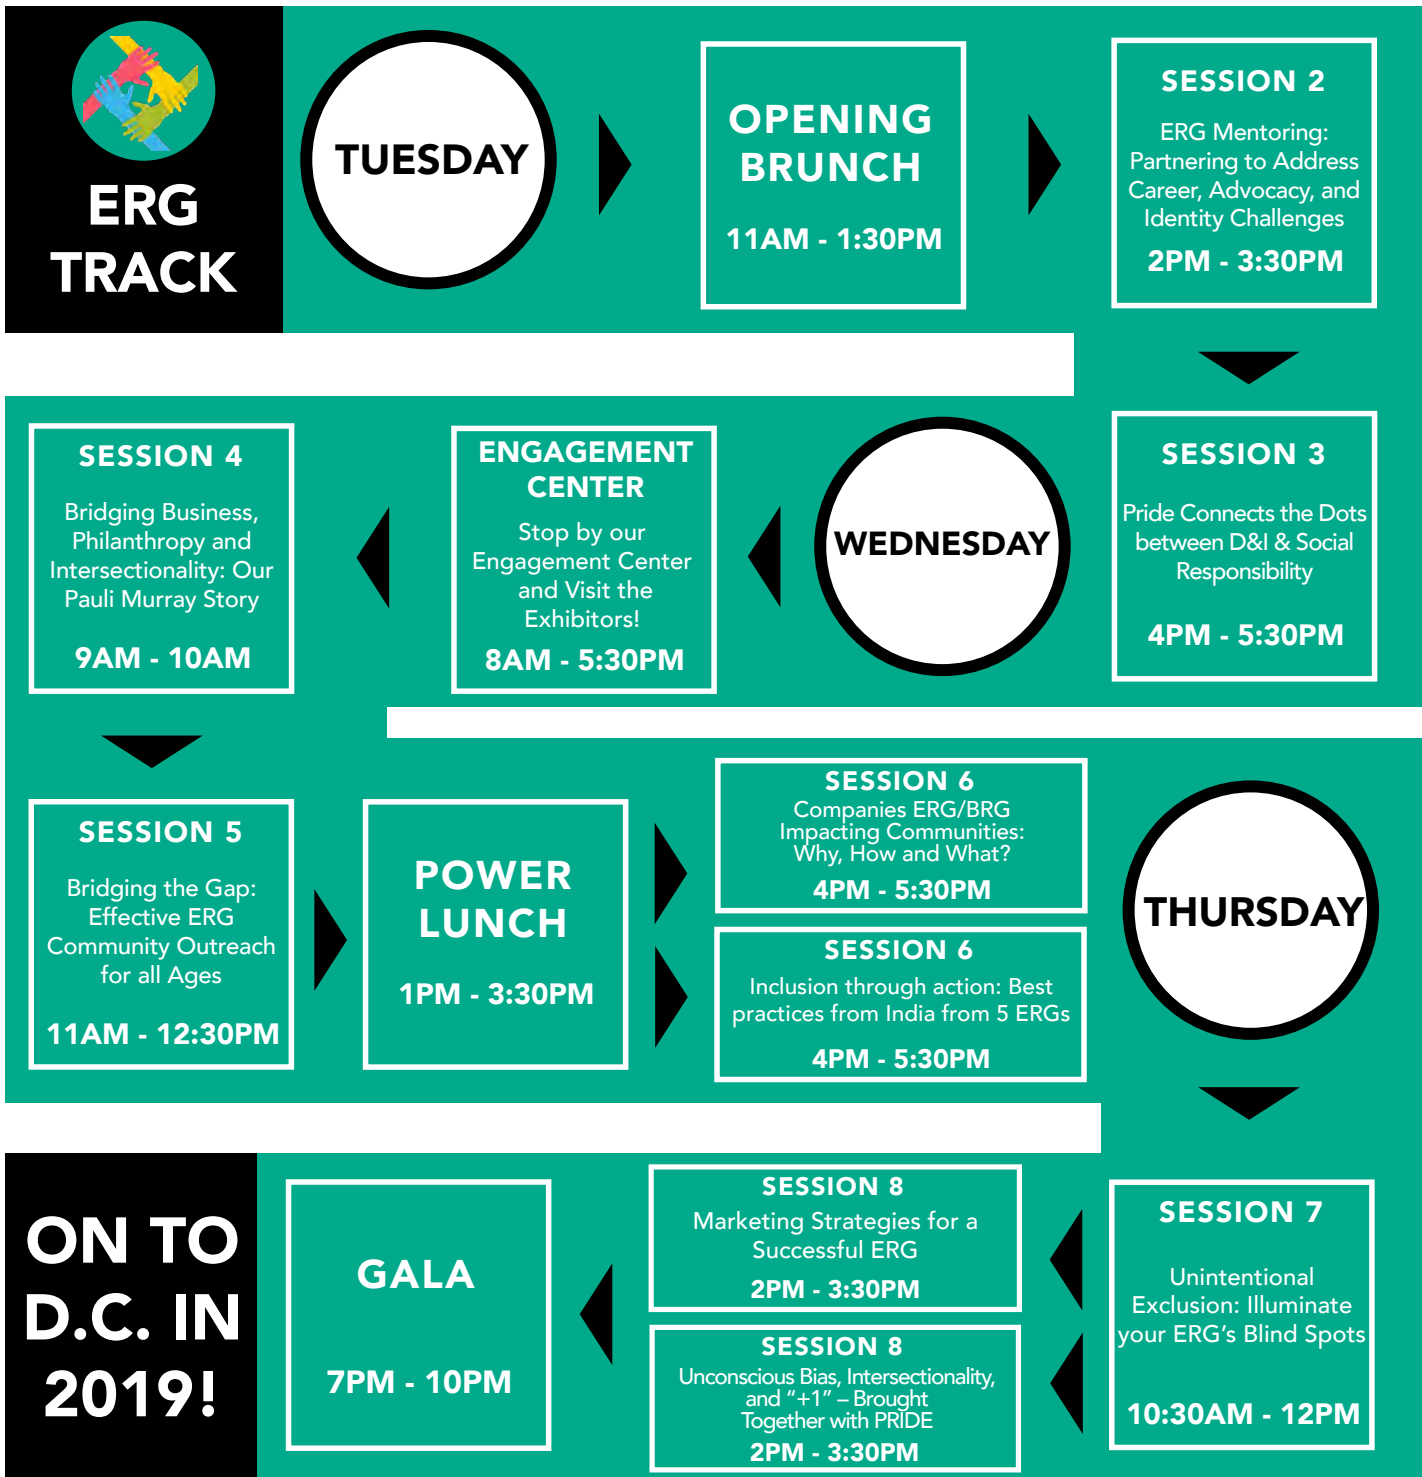 ERG
TRACK
TUESDAY
OPENING
BRUNCH
11AM - 1:30PM
SESSION 2
ERG Mentoring:
Partnering to Address
Career, Advocacy, and
Identity Challenges
2PM - 3:30PM
SESSION 3
Pride Connects the Dots
between D&I & Social
Responsibility
4PM - 5:30PM
WEDNESDAY
ENGAGEMENT
CENTER
Stop by our
Engagement Center
and Visit the
Exhibitors!
8AM - 5:30PM
SESSION 4
Bridging Business,
Philanthropy and
Intersectionality: Our
Pauli Murray Story
9AM - 10AM
SESSION 5
Bridging the Gap:
Effective ERG
Community Outreach
for all Ages
11AM - 12:30PM
POWER
LUNCH
1PM - 3:30PM
SESSION 6
Companies ERG/BRG
Impacting Communities:
Why, How and What?
4PM - 5:30PM
SESSION 6
Inclusion through action: Best
practices from India from 5 ERGs
4PM - 5:30PM
THURSDAY
SESSION 7
Unintentional
Exclusion: Illuminate
your ERG’s Blind Spots
10:30AM - 12PM
SESSION 8
Marketing Strategies for a
Successful ERG
2PM - 3:30PM
SESSION 8
Unconscious Bias, Intersectionality,
and “+1” – Brought
Together with PRIDE
2PM - 3:30PM
GALA
7PM - 10PM
ON TO
D.C. IN
2019!